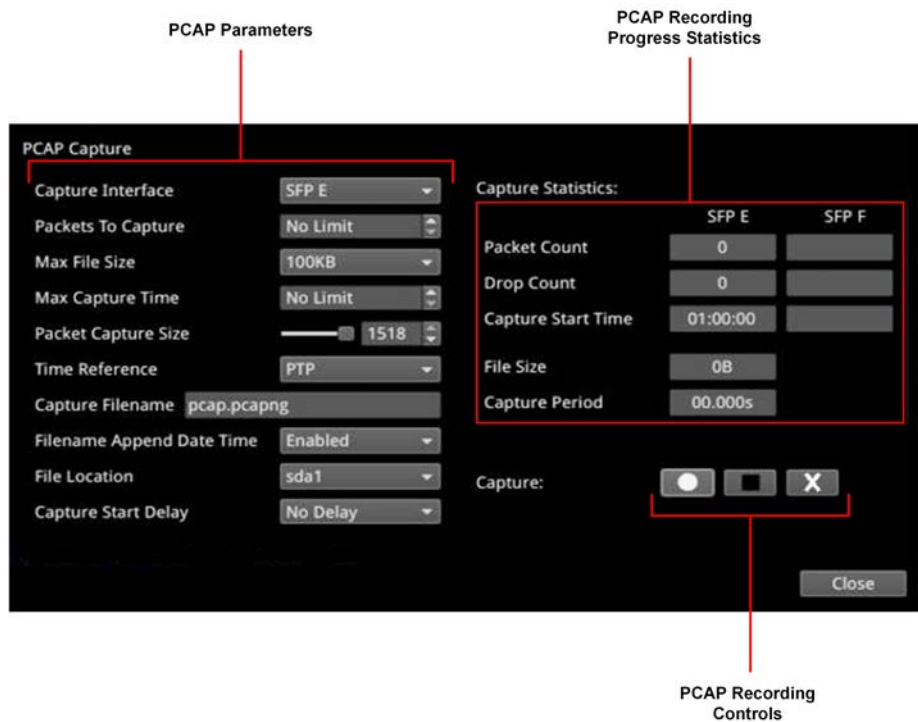 PCAP Parameters
PCAP Recording
Progress Statistics
PCAP Capture
Capture Interface SFP E
Packets To Capture No Limit
Max File Size 100KB
Max Capture Time No Limit
Packet Capture Size 1518
Time Reference PTP
Capture Filename pcap.pcapng
Filename Append Date Time Enabled
File Location sda1
Capture Start Delay No Delay
Capture Statistics:
SFP E SFP F
Packet Count 0
Drop Count 0
Capture Start Time 01:00:00
File Size 0B
Capture Period 00.000s
Capture: X
Close
PCAP Recording
Controls